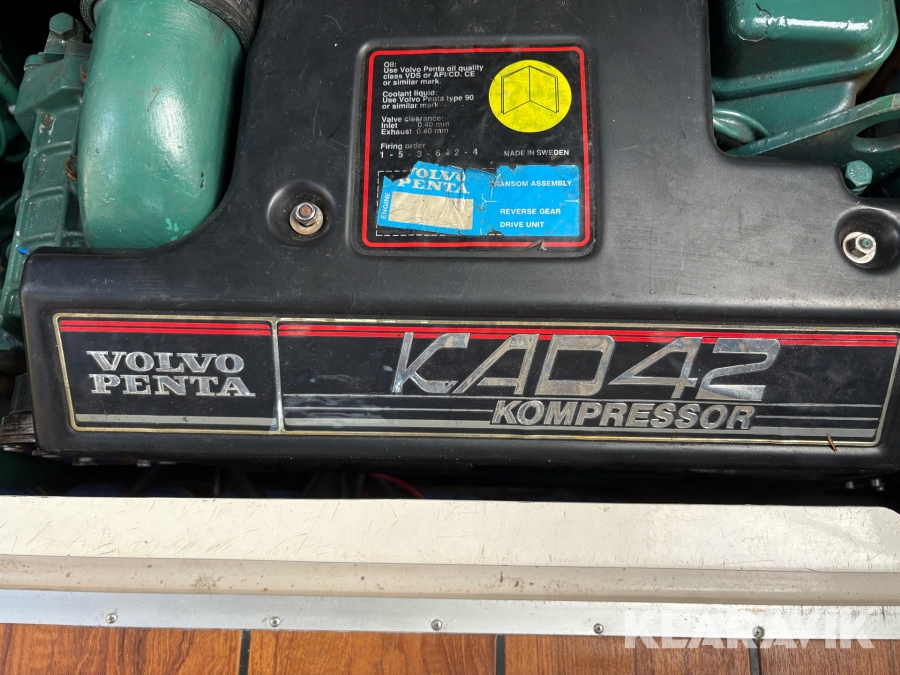 Oil:
Use Volvo Penta oil quality
class VDS or API/CD, CE
or similar mark
Coolant liquid:
Use Volvo Penta type 90
or similar mark
Valve clearance:
Inlet 0.40 mm
Exhaust 0.40 mm
Firing order
1 - 5 - 3 - 6 - 2 - 4
MADE IN SWEDEN
VOLVO
PENTA
ENGINE
TRANSOM ASSEMBLY
REVERSE GEAR
DRIVE UNIT
VOLVO
PENTA
KAD42
KOMPRESSOR
KLARAVIK